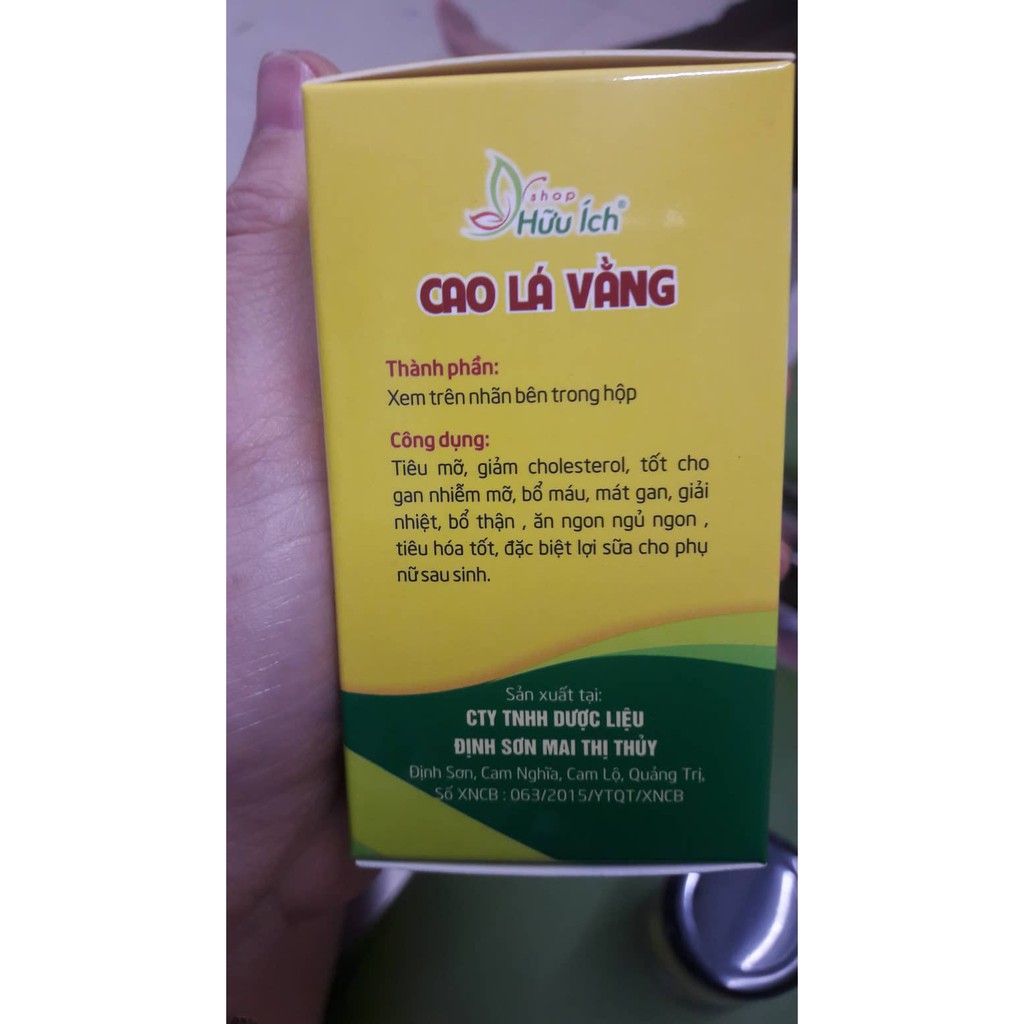 shop
Hữu Ích®
CAO LÁ VẰNG
Thành phần:
Xem trên nhãn bên trong hộp
Công dụng:
Tiêu mỡ, giảm cholesterol, tốt cho
gan nhiễm mỡ, bổ máu, mát gan, giải
nhiệt, bổ thận , ăn ngon ngủ ngon ,
tiêu hóa tốt, đặc biệt lợi sữa cho phụ
nữ sau sinh.
Sản xuất tại:
CTY TNHH DƯỢC LIỆU
ĐỊNH SƠN MAI THỊ THỦY
Định Sơn, Cam Nghĩa, Cam Lộ, Quảng Trị,
Số XNCB : 063/2015/YTQT/XNCB